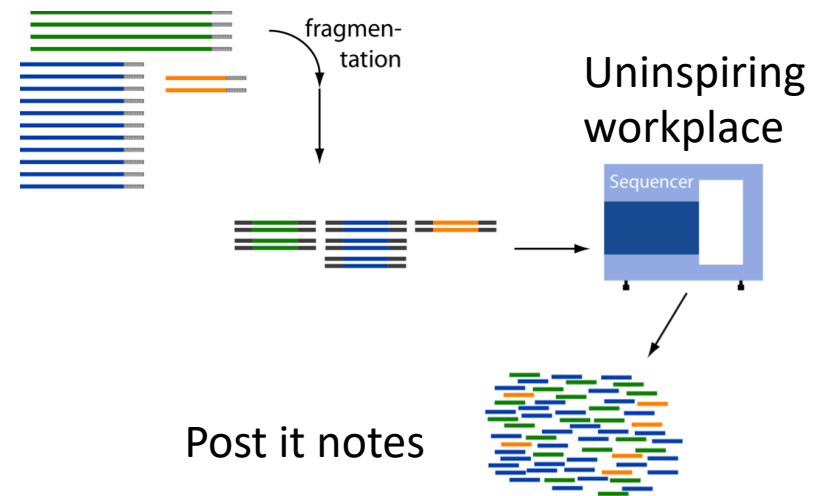 fragmen-
tation
Uninspiring
workplace
Sequencer
Post it notes